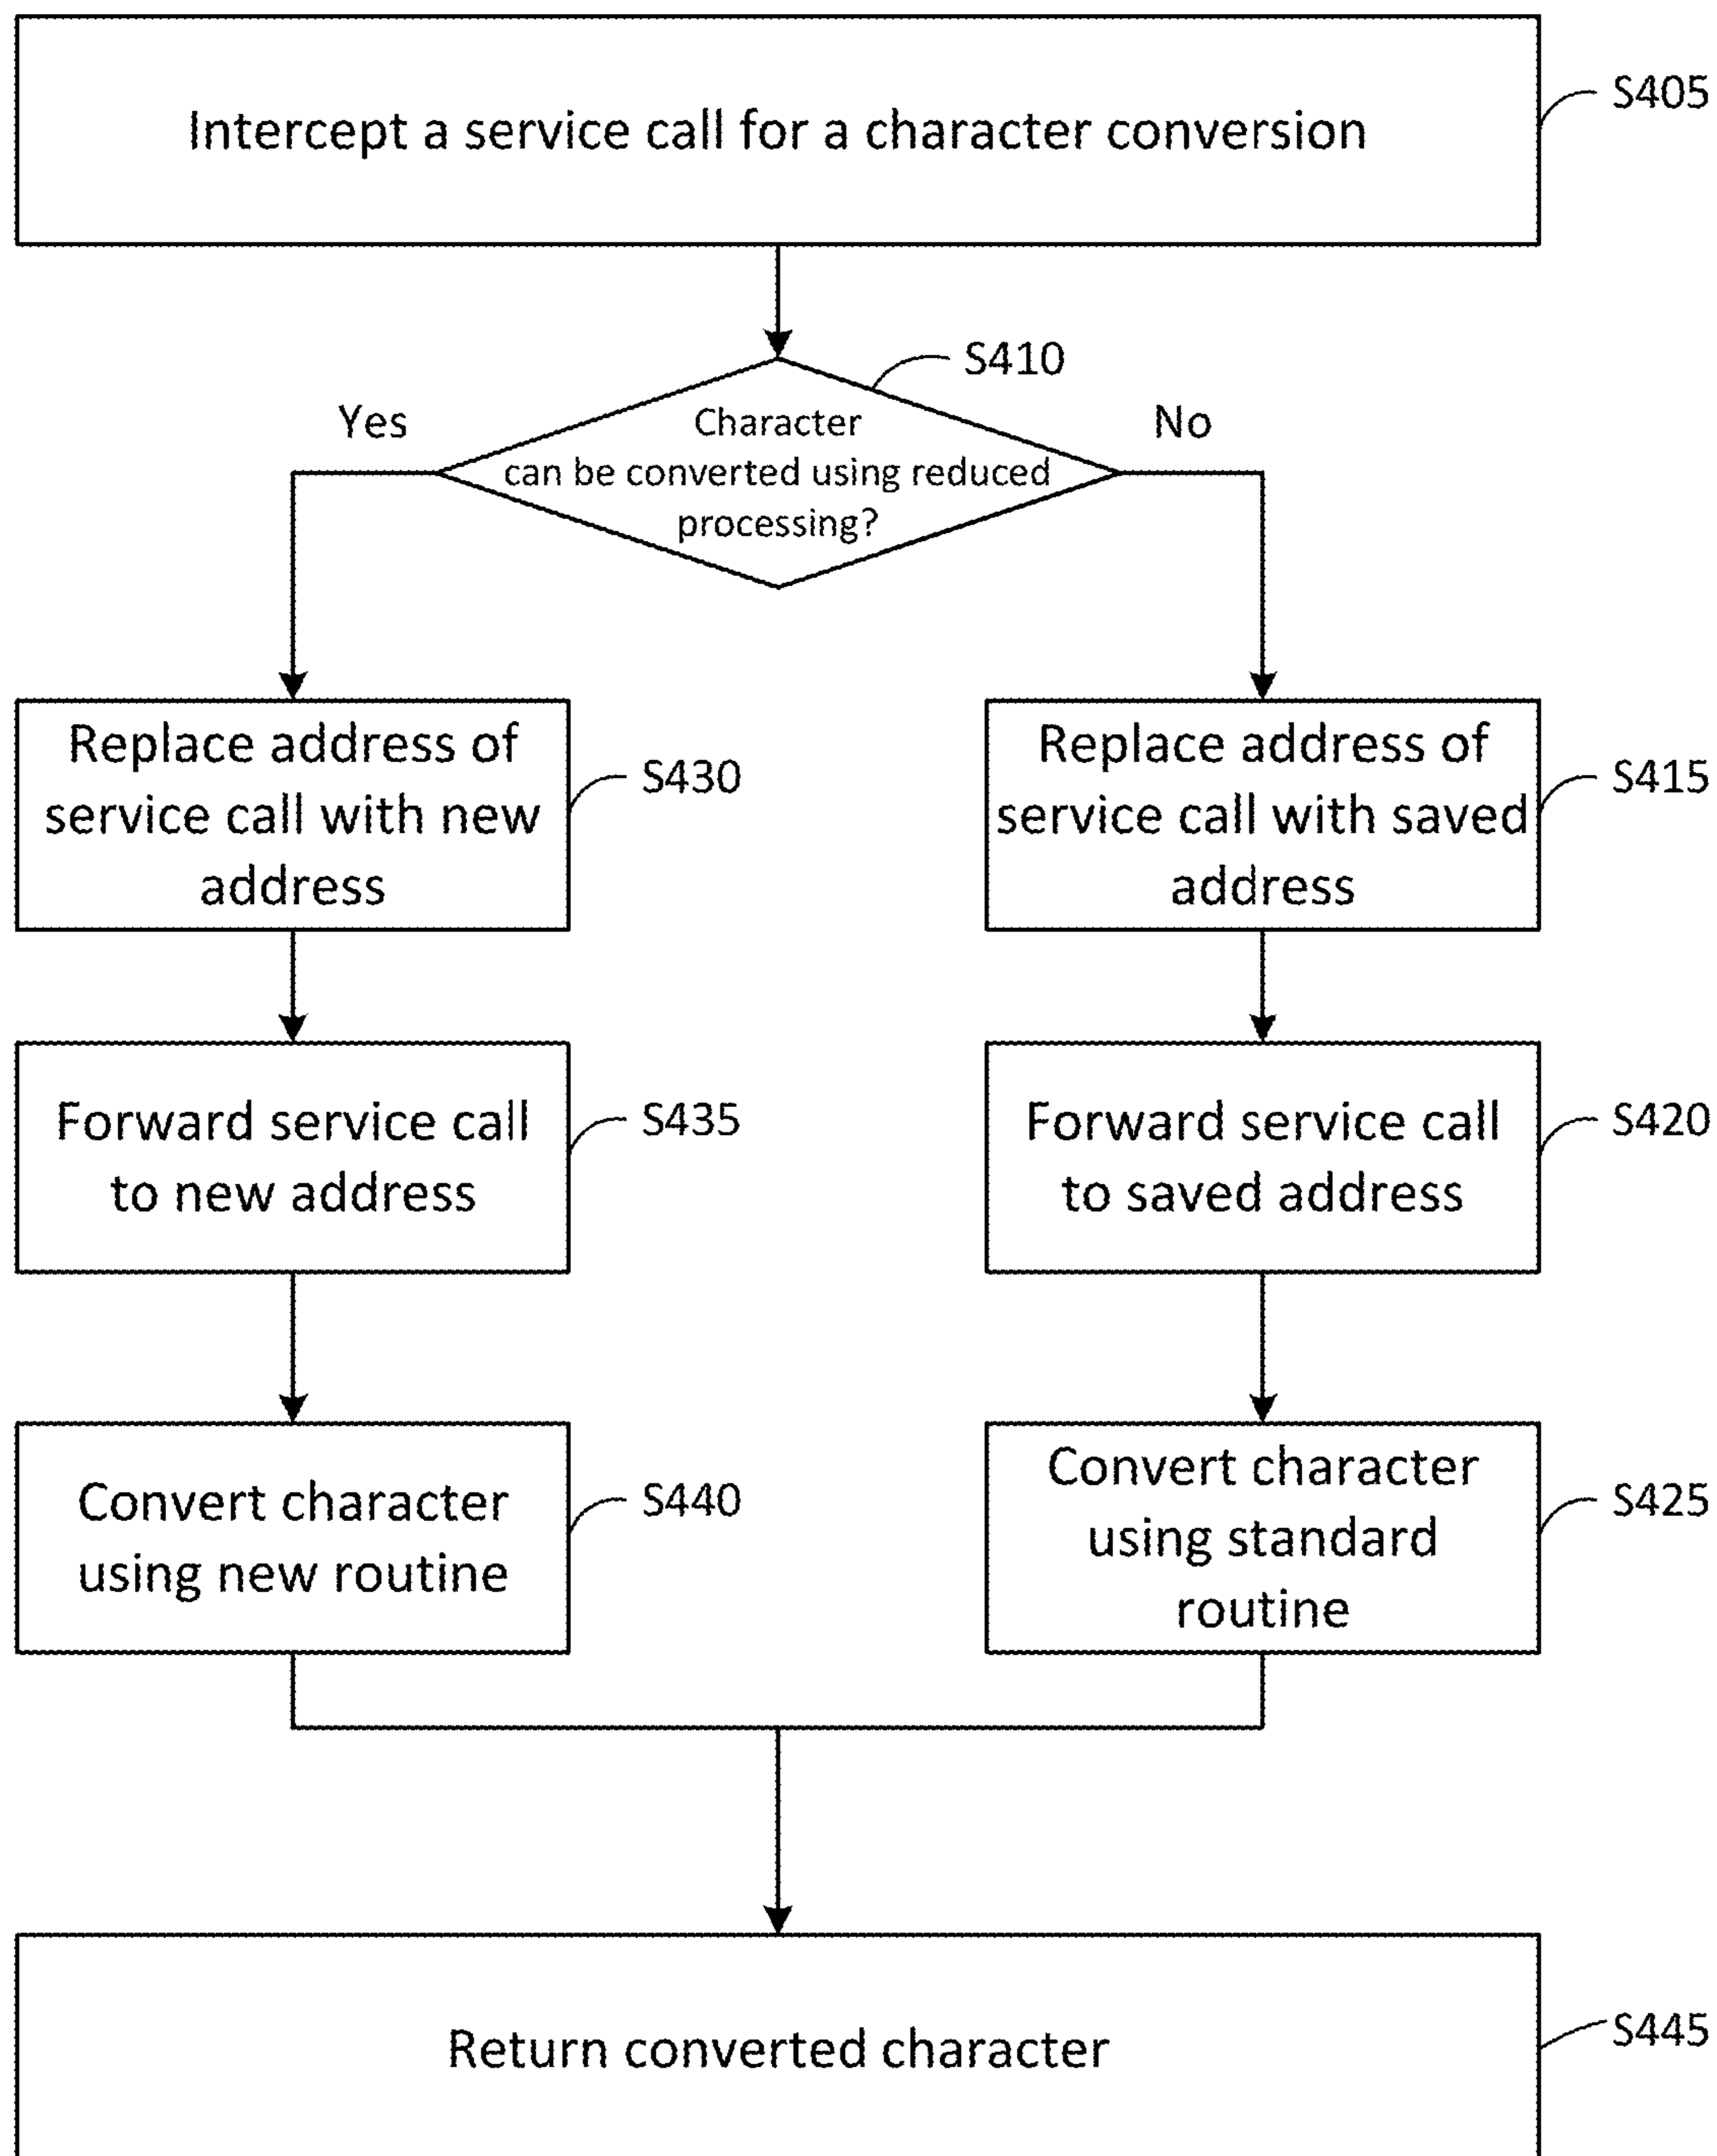 Intercept a service call for a character conversion
S405
S410
Yes
Character
No
can be converted using reduced
processing?
Replace address of
service call with new
address
S430
Replace address of
service call with saved
address
S415
Forward service call
to new address
S435
Forward service call
to saved address
S420
Convert character
using new routine
S440
Convert character
using standard
routine
S425
Return converted character
S445